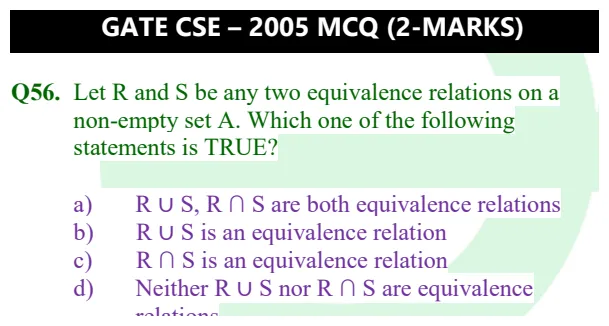 GATE CSE – 2005 MCQ (2-MARKS)
Q56. Let R and S be any two equivalence relations on a
non-empty set A. Which one of the following
statements is TRUE?
a) R ∪ S, R ∩ S are both equivalence relations
b) R ∪ S is an equivalence relation
c) R ∩ S is an equivalence relation
d) Neither R ∪ S nor R ∩ S are equivalence
relations